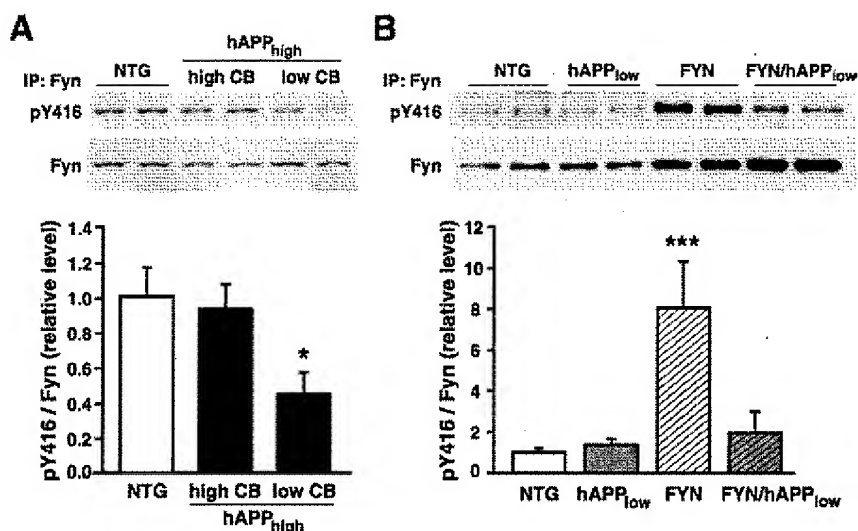 A
hAPPhigh
NTG high CB low CB
IP: Fyn
pY416
Fyn
pY416 / Fyn (relative level)
1.4
1.2
1.0
0.8
0.6
0.4
0.2
0.0
*
NTG high CB low CB
hAPPhigh
B
NTG hAPPlow FYN FYN/hAPPlow
IP: Fyn
pY416
Fyn
pY416 / Fyn (relative level)
12
10
8
6
4
2
0
***
NTG hAPPlow FYN FYN/hAPPlow